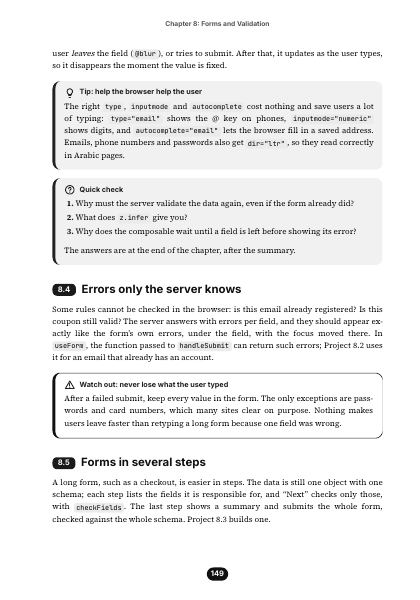 Chapter 8: Forms and Validation
user leaves the field (@blur), or tries to submit. After that, it updates as the user types,
so it disappears the moment the value is fixed.
Tip: help the browser help the user
The right type, inputmode and autocomplete cost nothing and save users a lot
of typing: type="email" shows the @ key on phones, inputmode="numeric"
shows digits, and autocomplete="email" lets the browser fill in a saved address.
Emails, phone numbers and passwords also get dir="ltr", so they read correctly
in Arabic pages.
Quick check
1. Why must the server validate the data again, even if the form already did?
2. What does z.infer give you?
3. Why does the composable wait until a field is left before showing its error?
The answers are at the end of the chapter, after the summary.
8.4 Errors only the server knows
Some rules cannot be checked in the browser: is this email already registered? Is this
coupon still valid? The server answers with errors per field, and they should appear ex-
actly like the form's own errors, under the field, with the focus moved there. In
useForm, the function passed to handleSubmit can return such errors; Project 8.2 uses
it for an email that already has an account.
Watch out: never lose what the user typed
After a failed submit, keep every value in the form. The only exceptions are pass-
words and card numbers, which many sites clear on purpose. Nothing makes
users leave faster than retyping a long form because one field was wrong.
8.5 Forms in several steps
A long form, such as a checkout, is easier in steps. The data is still one object with one
schema; each step lists the fields it is responsible for, and “Next” checks only those,
with checkFields. The last step shows a summary and submits the whole form,
checked against the whole schema. Project 8.3 builds one.
149